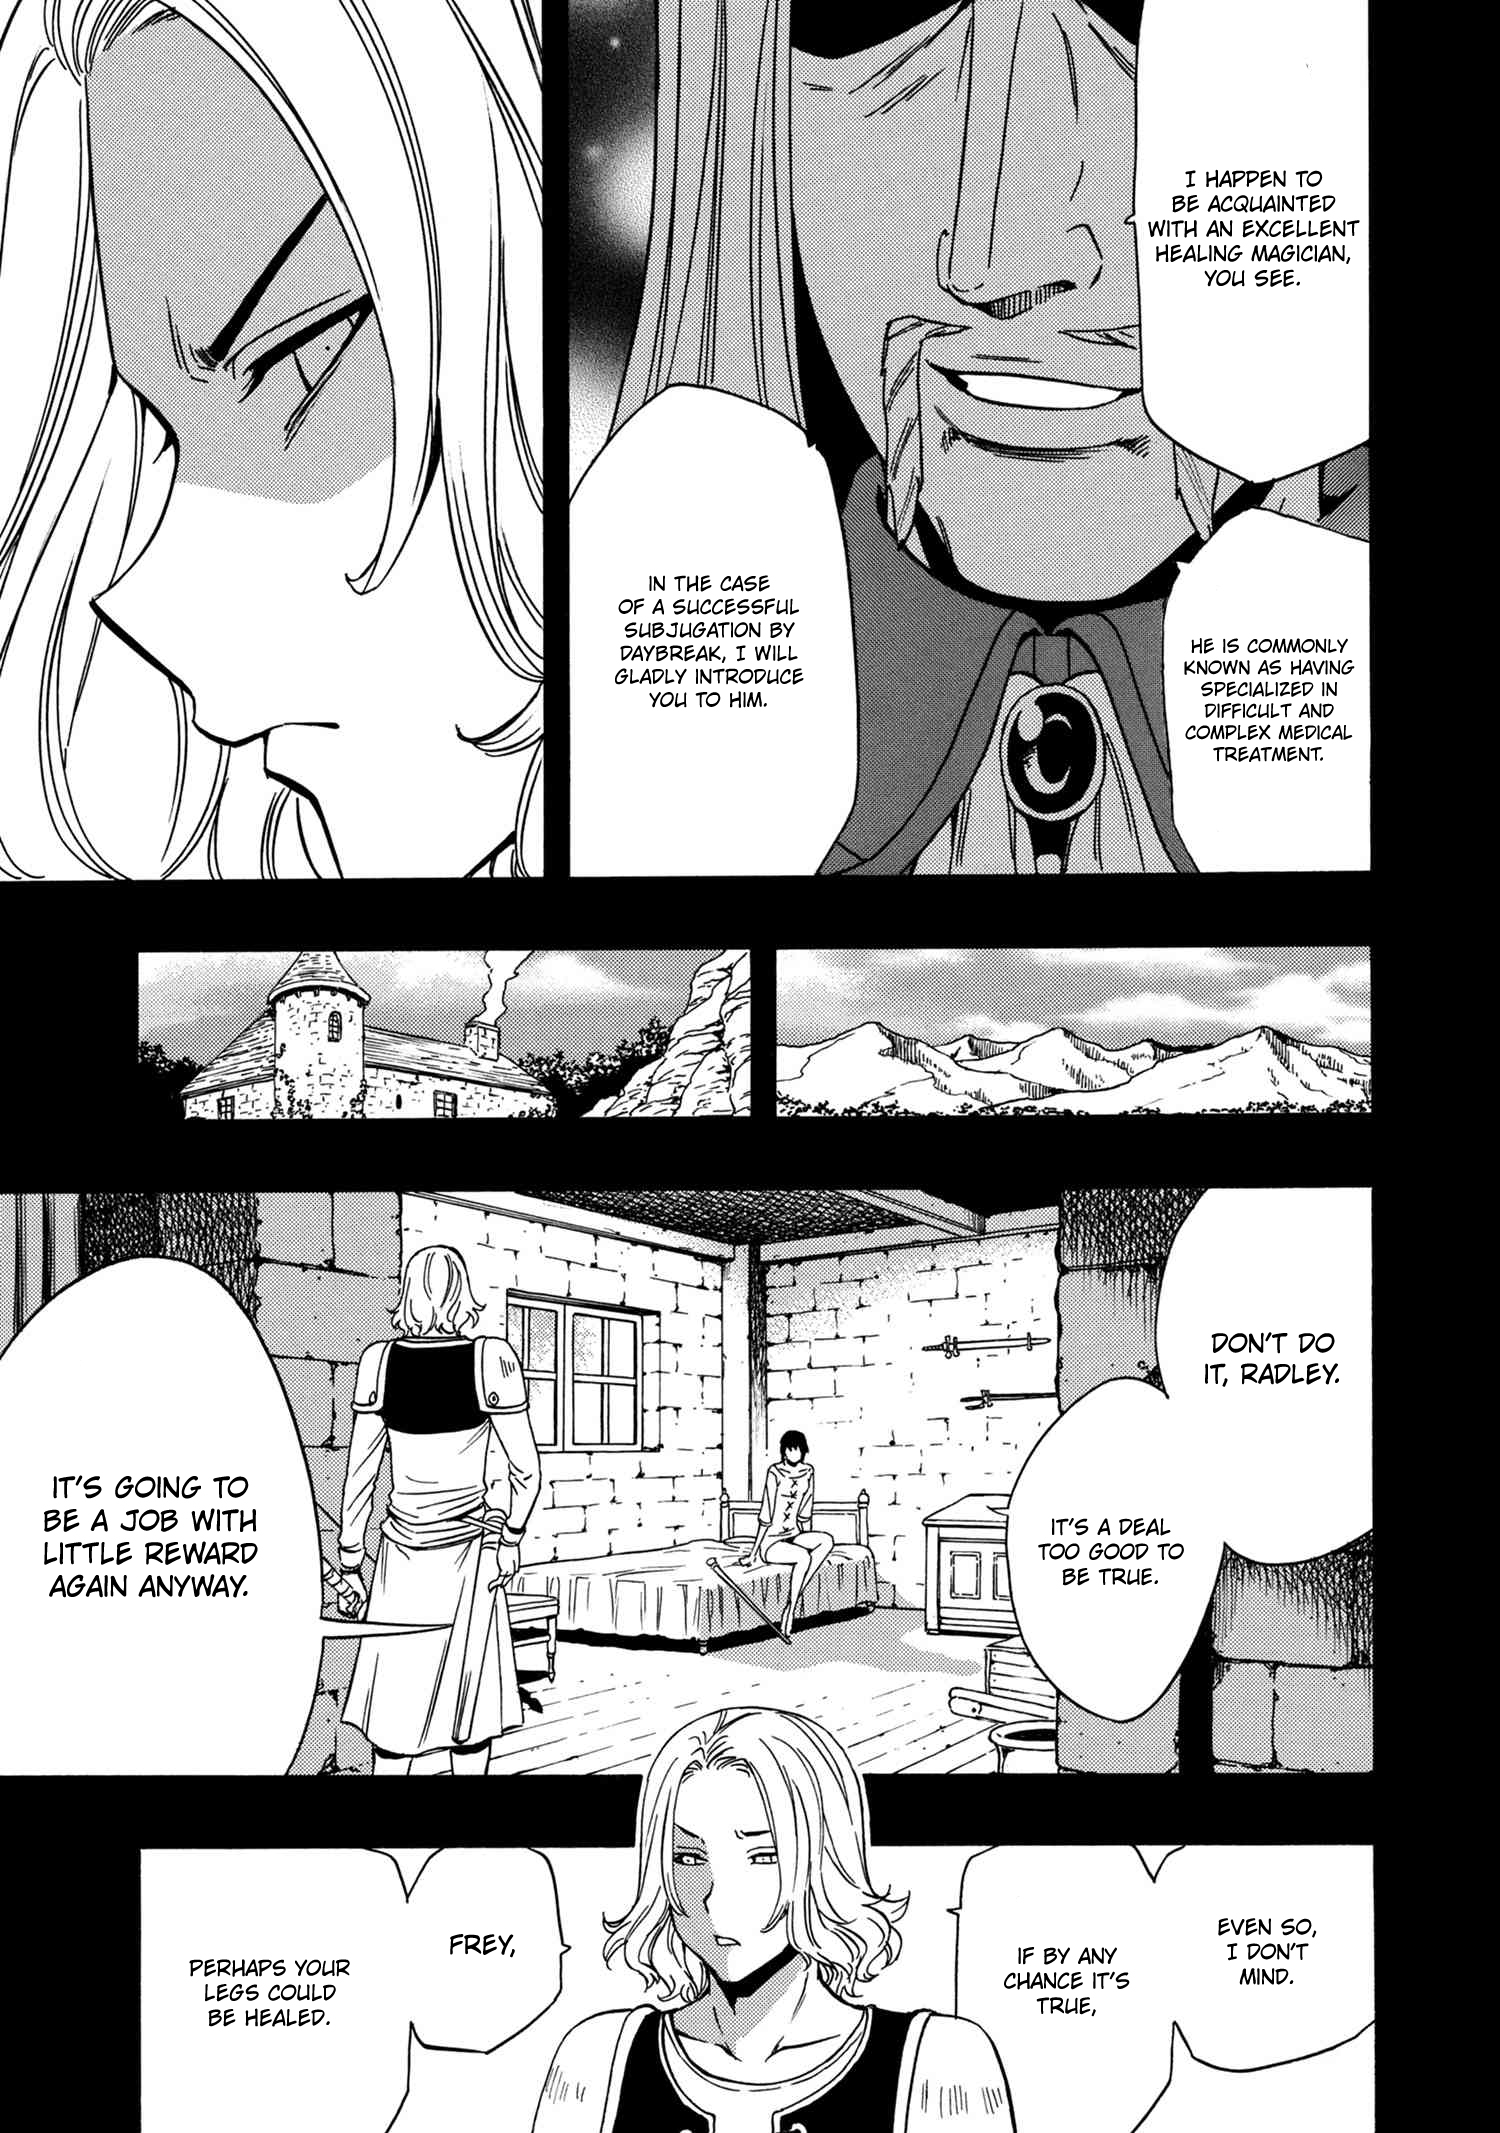 I HAPPEN TO
BE ACQUAINTED
WITH AN EXCELLENT
HEALING MAGICIAN,
YOU SEE.
HE IS COMMONLY
KNOWN AS HAVING
SPECIALIZED IN
DIFFICULT AND
COMPLEX MEDICAL
TREATMENT.
IN THE CASE
OF A SUCCESSFUL
SUBJUGATION BY
DAYBREAK, I WILL
GLADLY INTRODUCE
YOU TO HIM.
DON'T DO
IT, RADLEY.
IT'S A DEAL
TOO GOOD TO
BE TRUE.
IT'S GOING TO
BE A JOB WITH
LITTLE REWARD
AGAIN ANYWAY.
EVEN SO,
I DON'T
MIND.
IF BY ANY
CHANCE IT'S
TRUE,
FREY,
PERHAPS YOUR
LEGS COULD
BE HEALED.